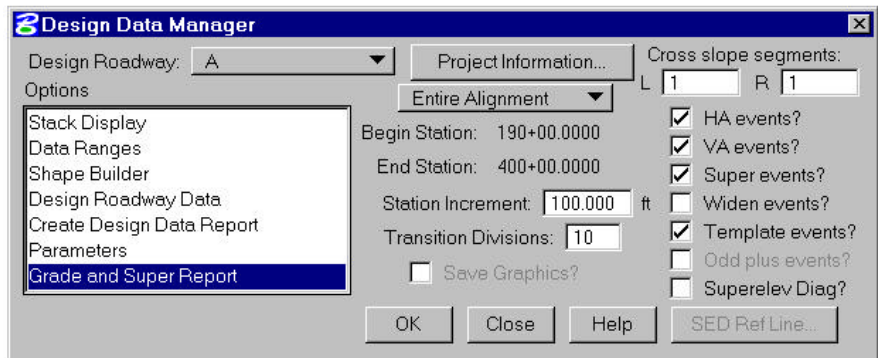 Design Data Manager
Design Roadway: A
Project Information...
Cross slope segments:
L 1 R 1
Options
Entire Alignment
Stack Display
Data Ranges
Shape Builder
Design Roadway Data
Create Design Data Report
Parameters
Grade and Super Report
Begin Station: 190+00.0000
End Station: 400+00.0000
Station Increment: 100.000 ft
Transition Divisions: 10
Save Graphics?
HA events?
VA events?
Super events?
Widen events?
Template events?
Odd plus events?
Superelev Diag?
OK
Close
Help
SED Ref Line...